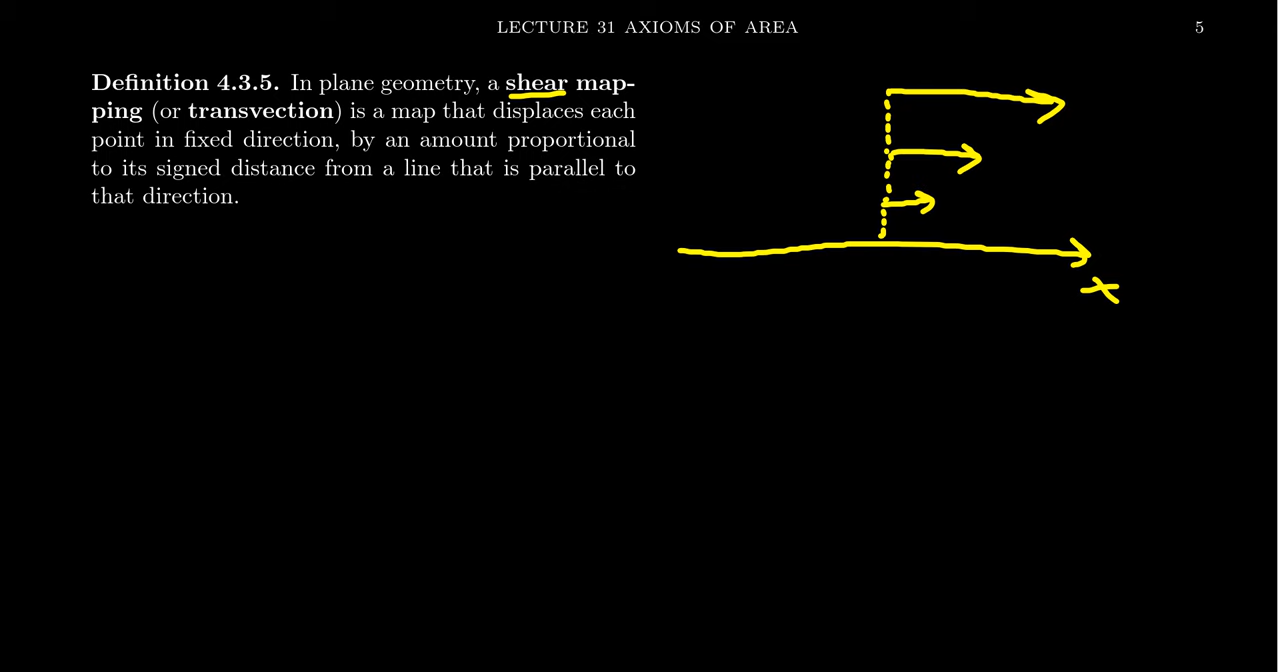 LECTURE 31 AXIOMS OF AREA 5
Definition 4.3.5. In plane geometry, a shear map-
ping (or transvection) is a map that displaces each
point in fixed direction, by an amount proportional
to its signed distance from a line that is parallel to
that direction.
x